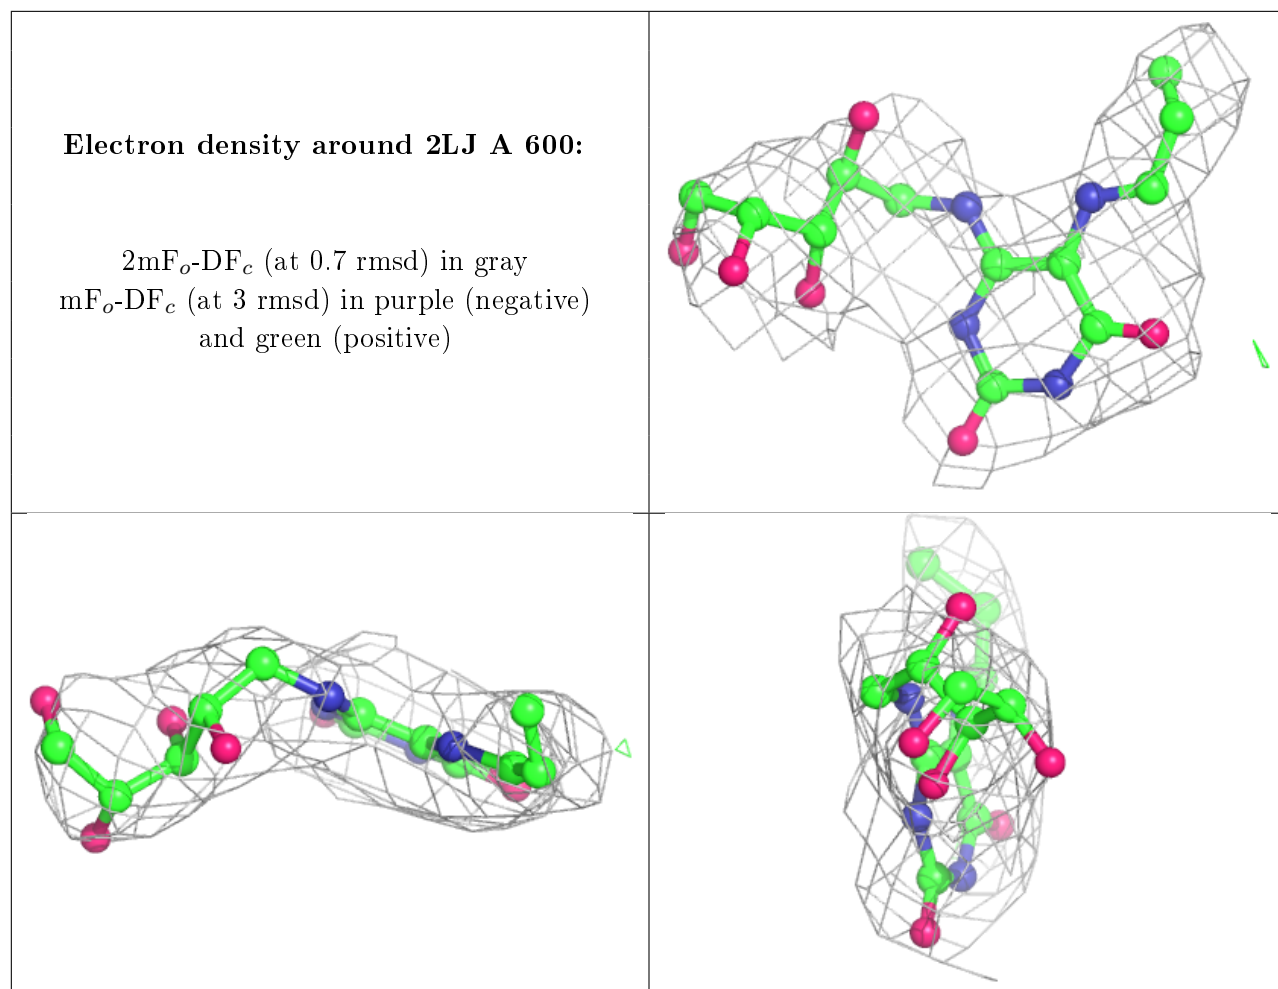 Electron density around 2LJ A 600:
2mFo-DFc (at 0.7 rmsd) in gray
mFo-DFc (at 3 rmsd) in purple (negative)
and green (positive)